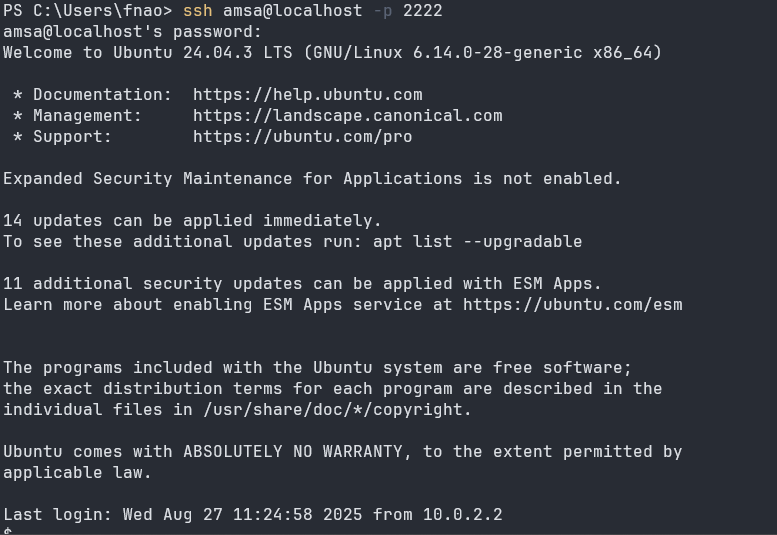 PS C:\Users\fnao> ssh amsa@localhost -p 2222
amsa@localhost's password:
Welcome to Ubuntu 24.04.3 LTS (GNU/Linux 6.14.0-28-generic x86_64)
* Documentation: https://help.ubuntu.com
* Management: https://landscape.canonical.com
* Support: https://ubuntu.com/pro
Expanded Security Maintenance for Applications is not enabled.
14 updates can be applied immediately.
To see these additional updates run: apt list --upgradable
11 additional security updates can be applied with ESM Apps.
Learn more about enabling ESM Apps service at https://ubuntu.com/esm
The programs included with the Ubuntu system are free software;
the exact distribution terms for each program are described in the
individual files in /usr/share/doc/*/copyright.
Ubuntu comes with ABSOLUTELY NO WARRANTY, to the extent permitted by
applicable law.
Last login: Wed Aug 27 11:24:58 2025 from 10.0.2.2
$